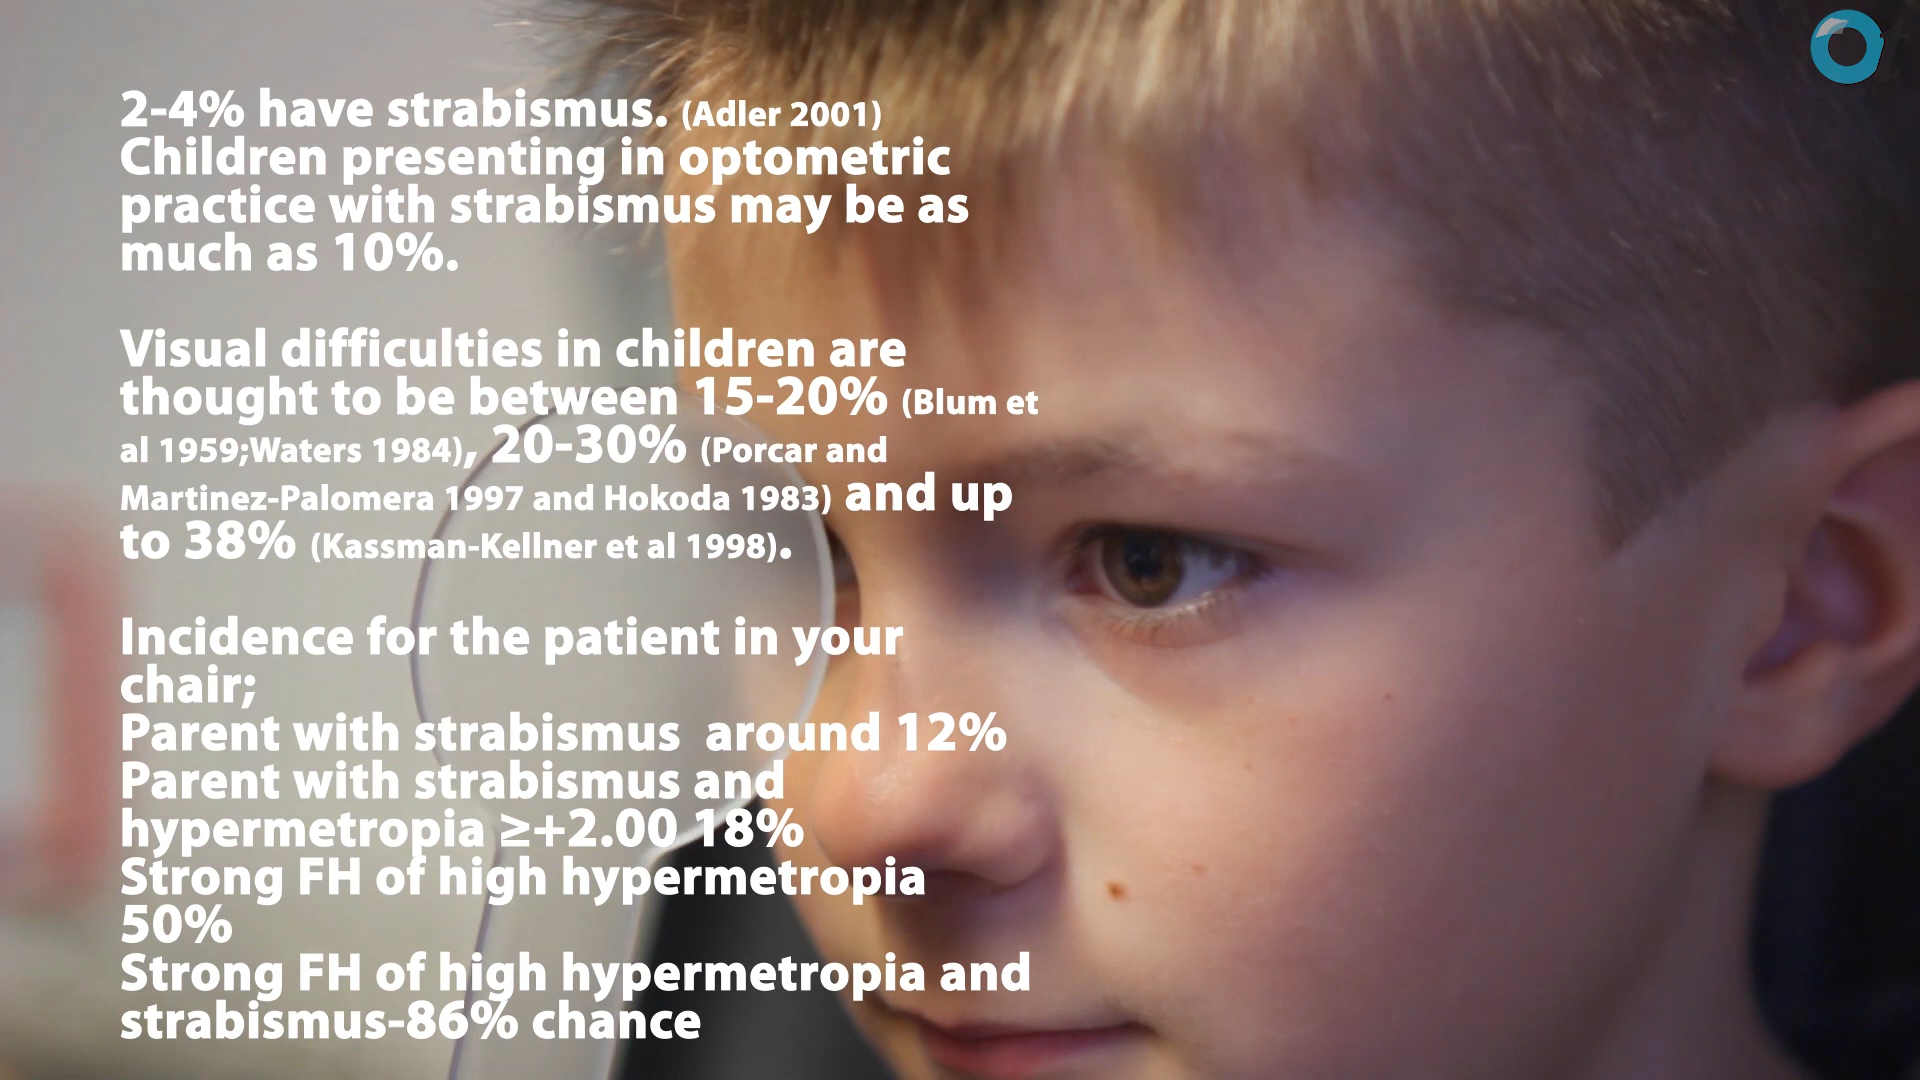 2-4% have strabismus. (Adler 2001)
Children presenting in optometric
practice with strabismus may be as
much as 10%.
Visual difficulties in children are
thought to be between 15-20% (Blum et
al 1959;Waters 1984), 20-30% (Porcar and
Martinez-Palomera 1997 and Hokoda 1983) and up
to 38% (Kassman-Kellner et al 1998).
Incidence for the patient in your
chair;
Parent with strabismus  around 12%
Parent with strabismus and
hypermetropia ≥+2.00 18%
Strong FH of high hypermetropia
50%
Strong FH of high hypermetropia and
strabismus-86% chance